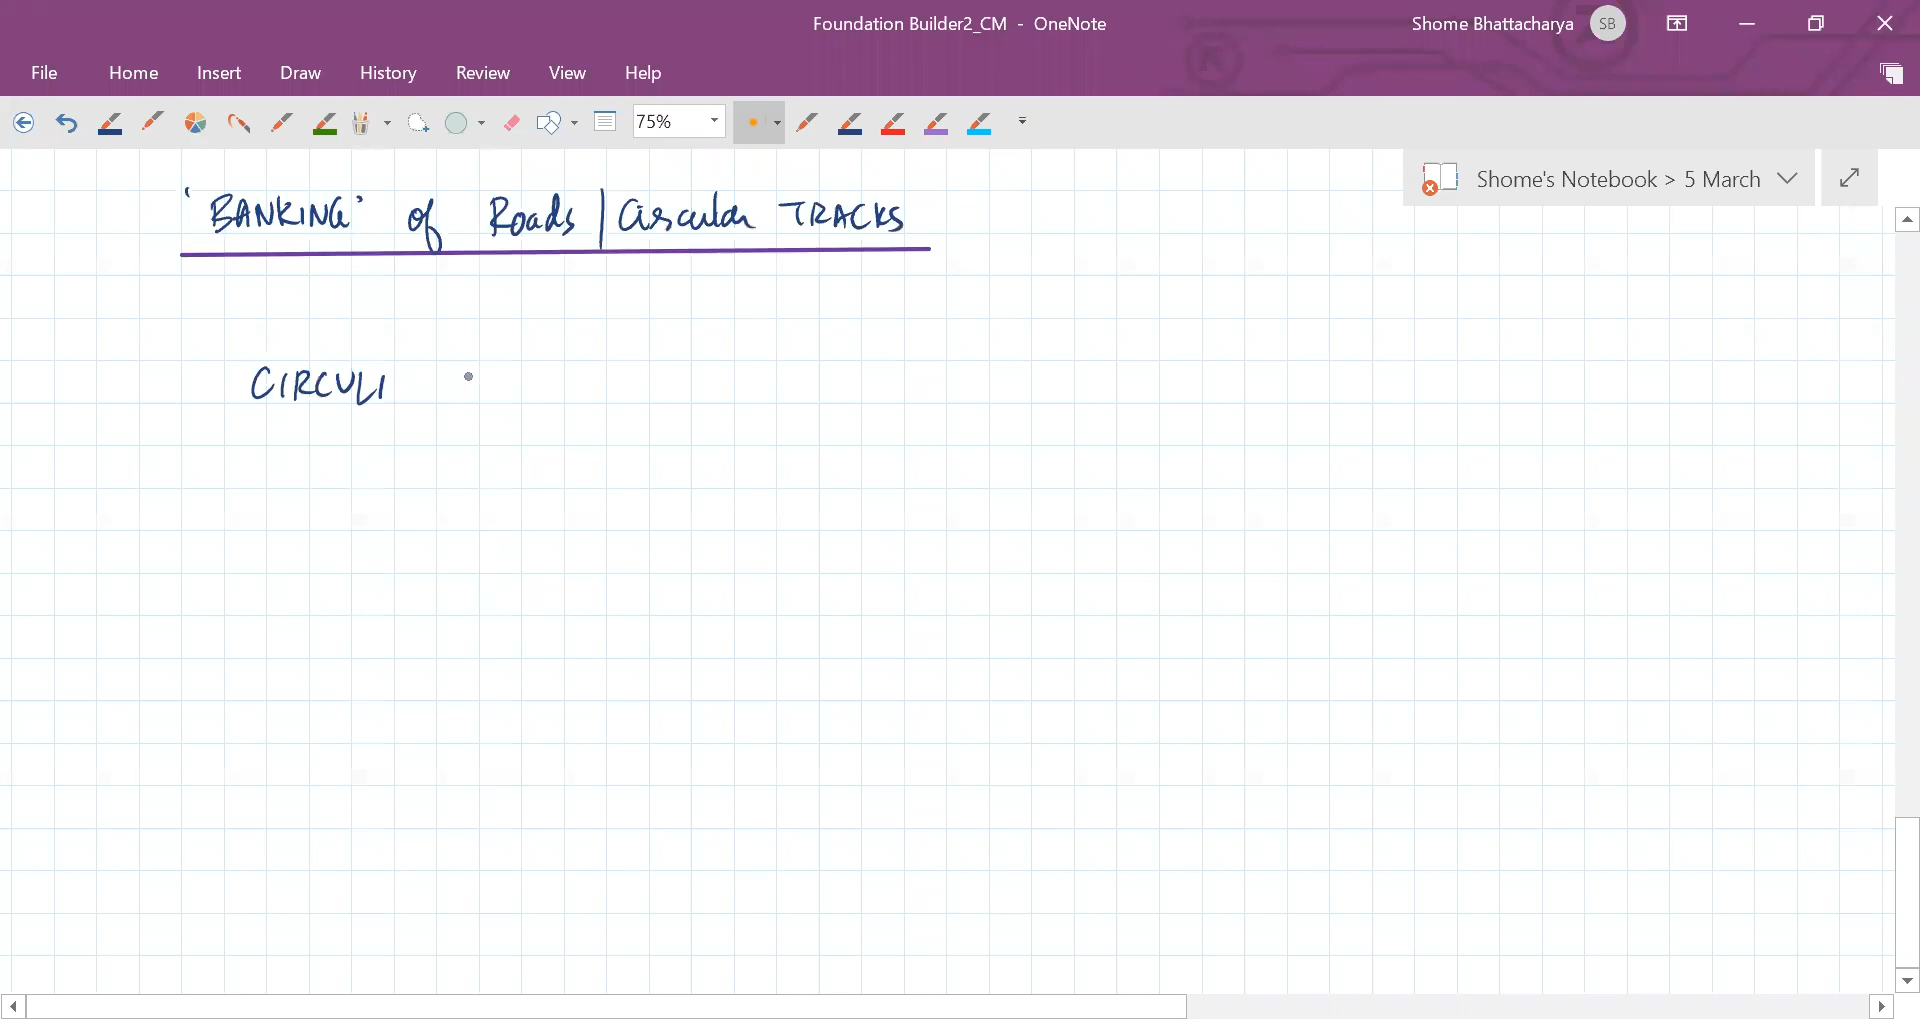 Foundation Builder2_CM - OneNote
Shome Bhattacharya SB
File Home Insert Draw History Review View Help
75%
Shome's Notebook > 5 March
'BANKING' of Roads | Circular TRACKS
CIRCULI